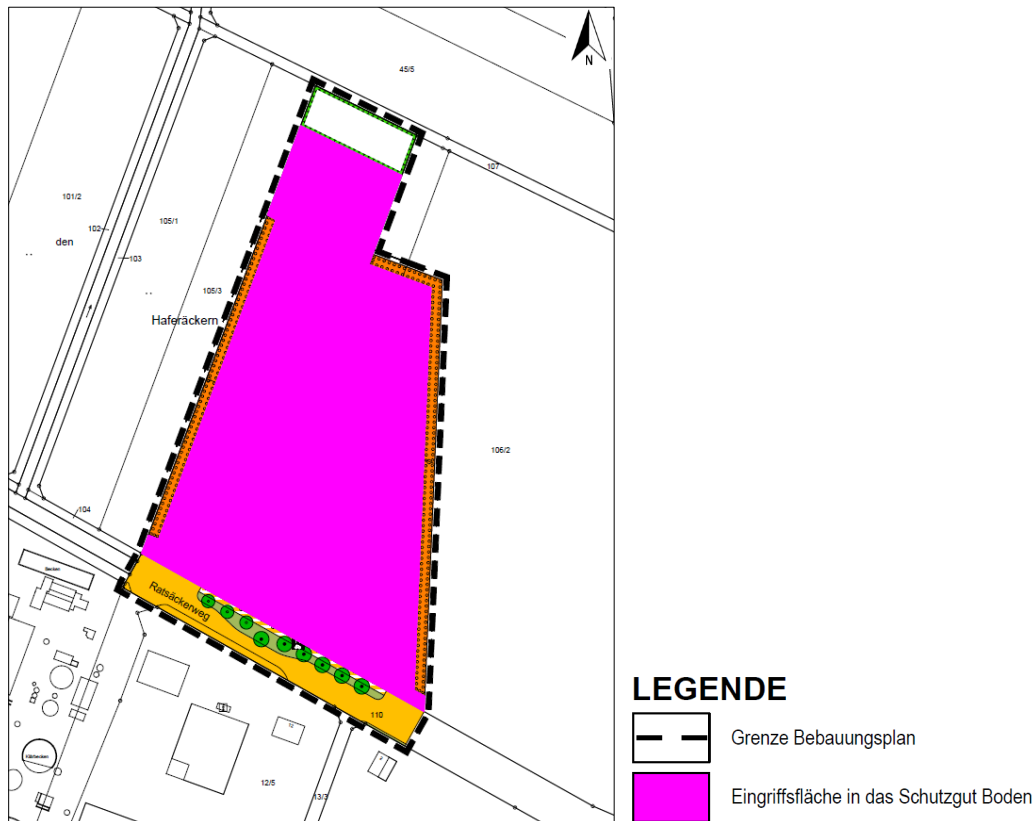 N
45/5
107
101/2
102
105/1
den
103
105/3
Haferäckern
106/2
104
Becken
Ratsäckerweg
110
Klärbecken
12/5
13/3
LEGENDE
Grenze Bebauungsplan
Eingriffsfläche in das Schutzgut Boden